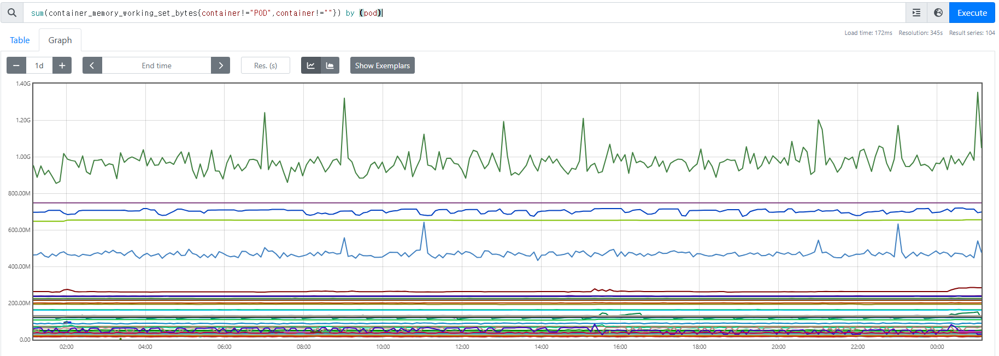 sum(container_memory_working_set_bytes{container!="POD",container!=""}) by (pod)
Execute
Table
Graph
Load time: 172ms Resolution: 345s Result series: 104
1d
End time
Res. (s)
Show Exemplars
1.40G
1.20G
1.00G
800.00M
600.00M
400.00M
200.00M
0.00
02:00 04:00 06:00 08:00 10:00 12:00 14:00 16:00 18:00 20:00 22:00 00:00